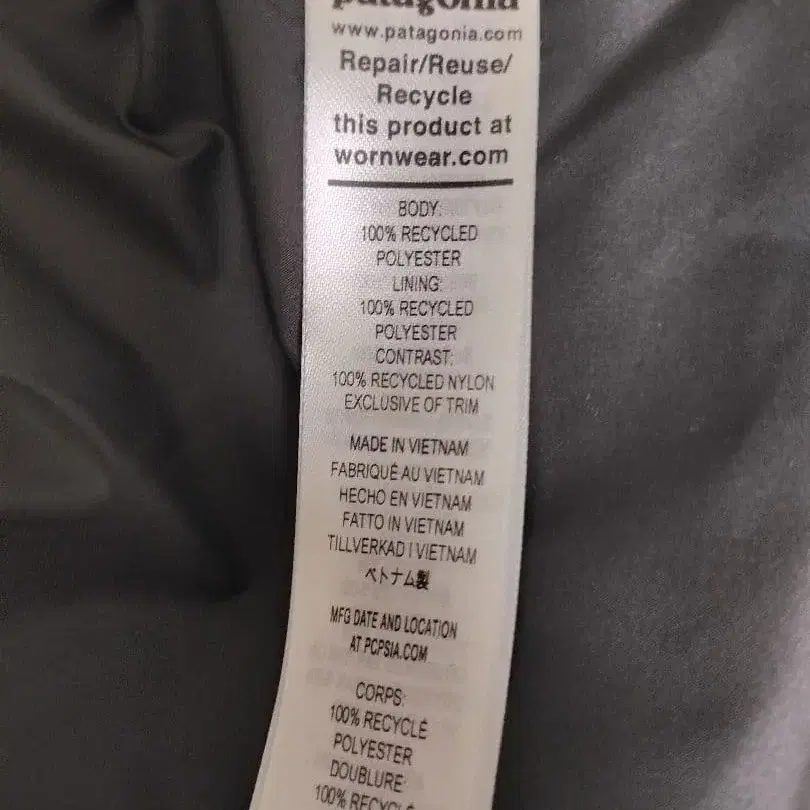 patagonia
www.patagonia.com
Repair/Reuse/
Recycle
this product at
wornwear.com
BODY:
100% RECYCLED
POLYESTER
LINING:
100% RECYCLED
POLYESTER
CONTRAST:
100% RECYCLED NYLON
EXCLUSIVE OF TRIM
MADE IN VIETNAM
FABRIQUÉ AU VIETNAM
HECHO EN VIETNAM
FATTO IN VIETNAM
TILLVERKAD I VIETNAM
ベトナム製
MFG DATE AND LOCATION
AT PCPSIA.COM
CORPS:
100% RECYCLÉ
POLYESTER
DOUBLURE:
100% RECYCLÉ